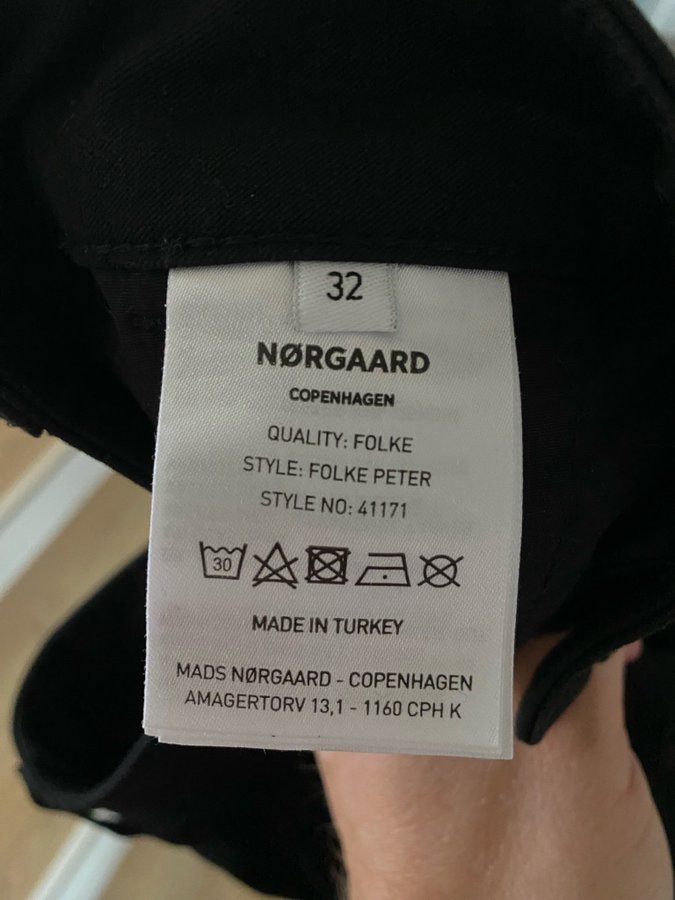 32
NØRGAARD
COPENHAGEN
QUALITY: FOLKE
STYLE: FOLKE PETER
STYLE NO: 41171
30
MADE IN TURKEY
MADS NØRGAARD - COPENHAGEN
AMAGERTORV 13,1 - 1160 CPH K